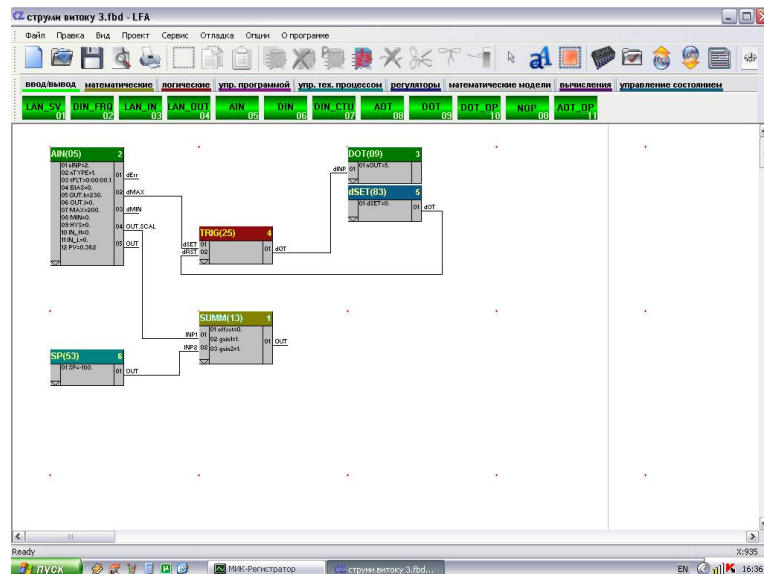 струми витоку 3.fbd - LFA
Файл Правка Вид Проект Сервис Отладка Опции О програме
ввод/вывод математические логические упр. программой упр. тех. процессом регуляторы математические модели вычисления управление состоянием
LAN_SV 01 DIN_FRQ 02 LAN_IN 03 LAN_OUT 04 AIN 05 DIN 06 DIN_CTU 07 AOT 08 DOT 09 DOT_OP 10 NOP 00 AOT_OP 11
AIN(05) 2
01 nINP=2.
02 nTYPE=1.
03 tFLT=0:00:00.1
04 BIAS=0.
05 OUT.h=230.
06 OUT.l=0.
07 MAX=200.
08 MIN=0.
09 HYS=0.
10 IN_H=0.
11 IN_L=0.
12 PV=0.362
01 dErr
02 dMAX
03 dMIN
04 OUT.SCAL
05 OUT
DOT(09) 3
dINP 01
01 nOUT=5.
dSET(83) 5
01 dSET=0.
01 dOT
TRIG(25) 4
dSET 01
dRST 02
01 dOT
SUMM(13) 1
INP1 01
INP2 02
01 offset=0.
02 gain1=1.
03 gain2=1.
01 OUT
SP(53) 6
01 SP=-100.
01 OUT
Ready X:935
пуск МИК-Регистратор струми витоку 3.fbd... EN 16:36